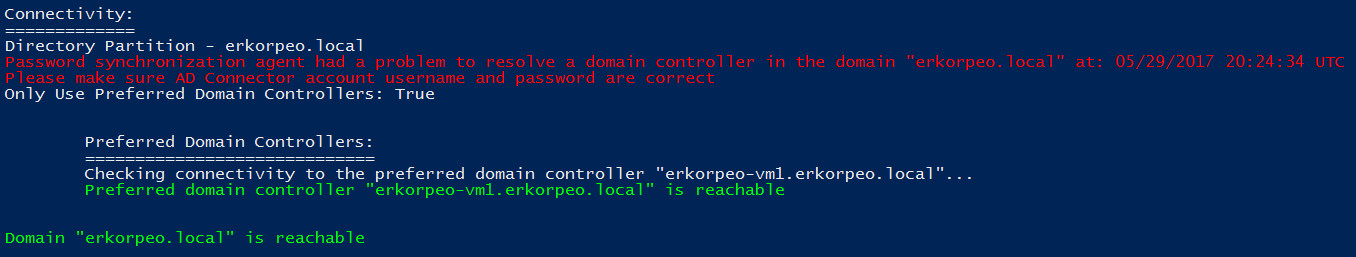 Connectivity:
=============
Directory Partition - erkorpeo.local
Password synchronization agent had a problem to resolve a domain controller in the domain "erkorpeo.local" at: 05/29/2017 20:24:34 UTC
Please make sure AD Connector account username and password are correct
Only Use Preferred Domain Controllers: True
Preferred Domain Controllers:
=============================
Checking connectivity to the preferred domain controller "erkorpeo-vm1.erkorpeo.local"...
Preferred domain controller "erkorpeo-vm1.erkorpeo.local" is reachable
Domain "erkorpeo.local" is reachable